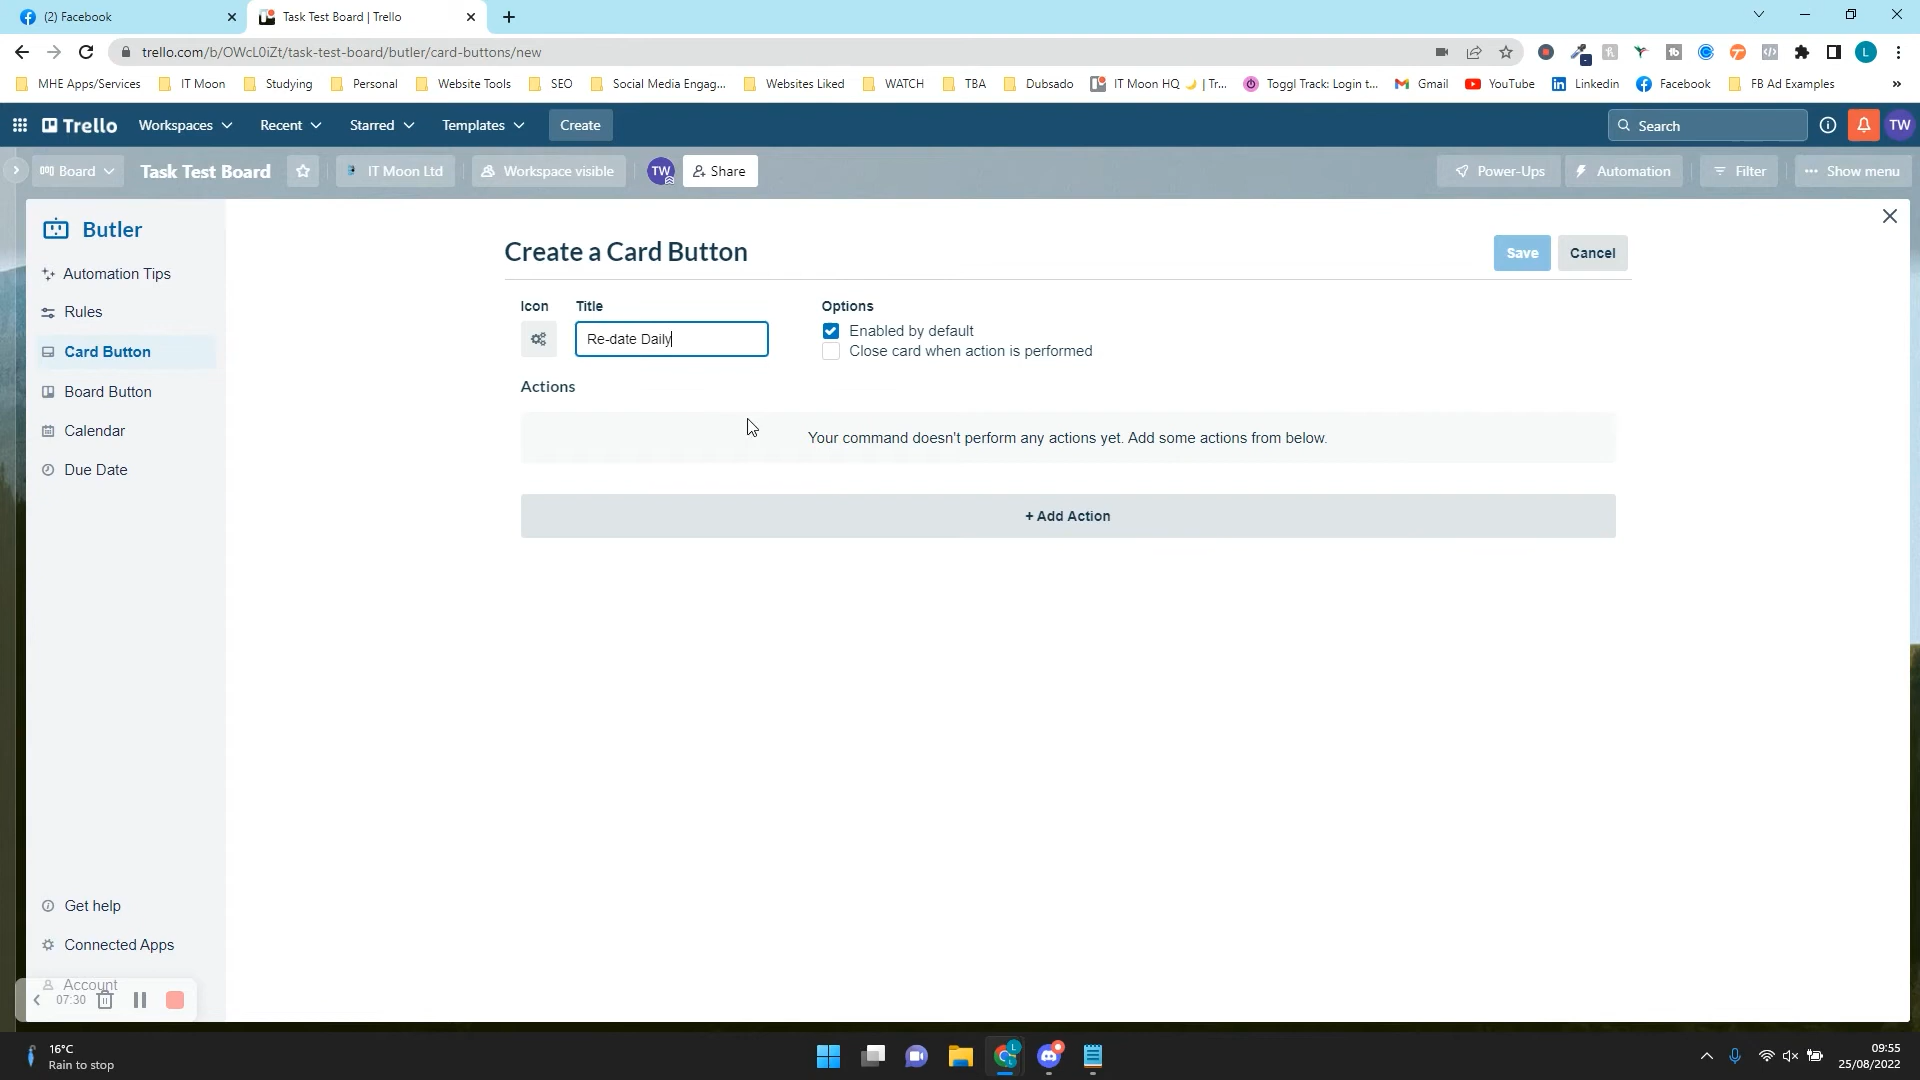 (2) Facebook
Task Test Board | Trello
trello.com/b/OWcL0iZt/task-test-board/butler/card-buttons/new
MHE Apps/Services
IT Moon
Studying
Personal
Website Tools
SEO
Social Media Engag...
Websites Liked
WATCH
TBA
Dubsado
IT Moon HQ 🌙 | Tr...
Toggl Track: Login t...
Gmail
YouTube
Linkedin
Facebook
FB Ad Examples
»
Trello
Workspaces
Recent
Starred
Templates
Create
Search
TW
Board
Task Test Board
IT Moon Ltd
Workspace visible
TW
Share
Power-Ups
Automation
Filter
Show menu
Butler
Automation Tips
Rules
Card Button
Board Button
Calendar
Due Date
Get help
Connected Apps
Account
07:30
Create a Card Button
Save
Cancel
Icon
Title
Options
Re-date Daily
Enabled by default
Close card when action is performed
Actions
Your command doesn't perform any actions yet. Add some actions from below.
+ Add Action
16°C
Rain to stop
09:55
25/08/2022